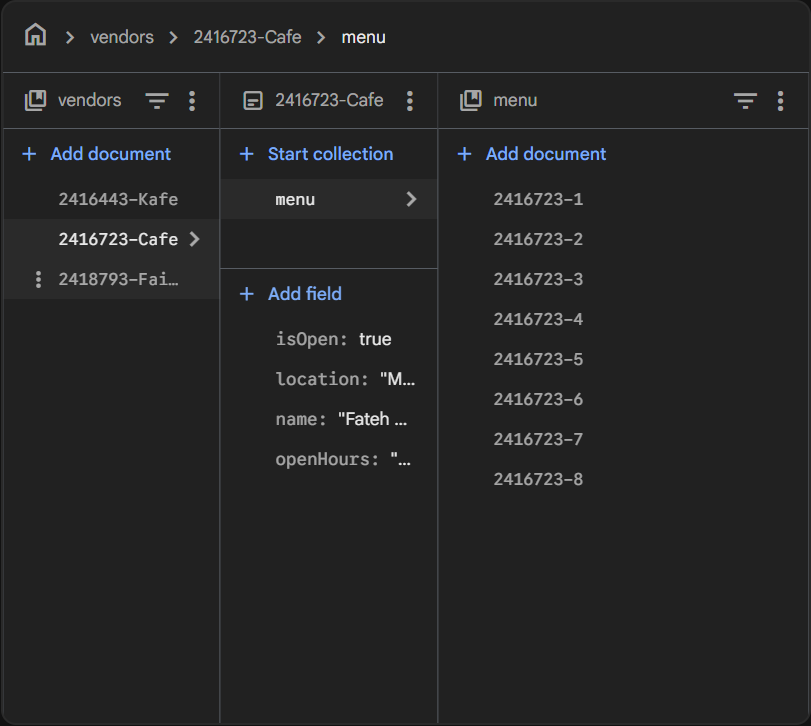 vendors > 2416723-Cafe > menu
vendors
+ Add document
2416443-Kafe
2416723-Cafe
2418793-Fai...
2416723-Cafe
+ Start collection
menu
+ Add field
isOpen: true
location: "M...
name: "Fateh ...
openHours: "...
menu
+ Add document
2416723-1
2416723-2
2416723-3
2416723-4
2416723-5
2416723-6
2416723-7
2416723-8